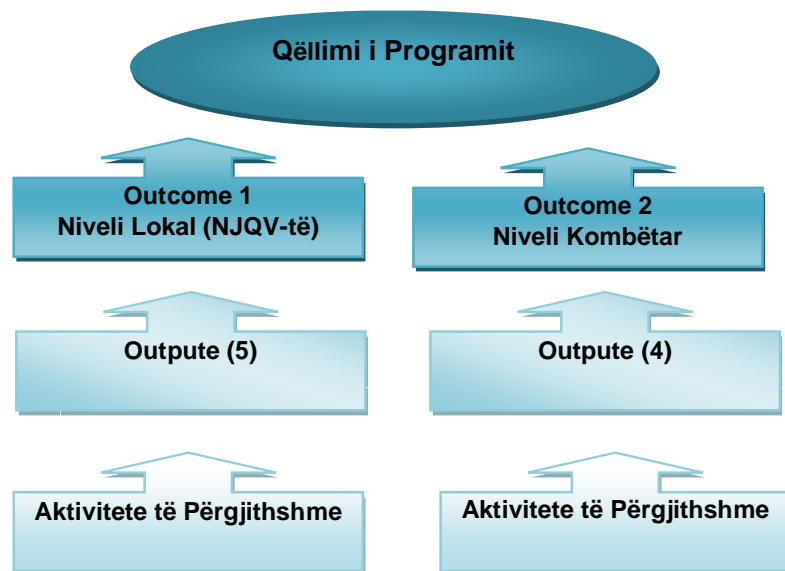 Qëllimi i Programit
Outcome 1
Niveli Lokal (NJQV-të)
Outcome 2
Niveli Kombëtar
Outpute (5)
Outpute (4)
Aktivitete të Përgjithshme
Aktivitete të Përgjithshme